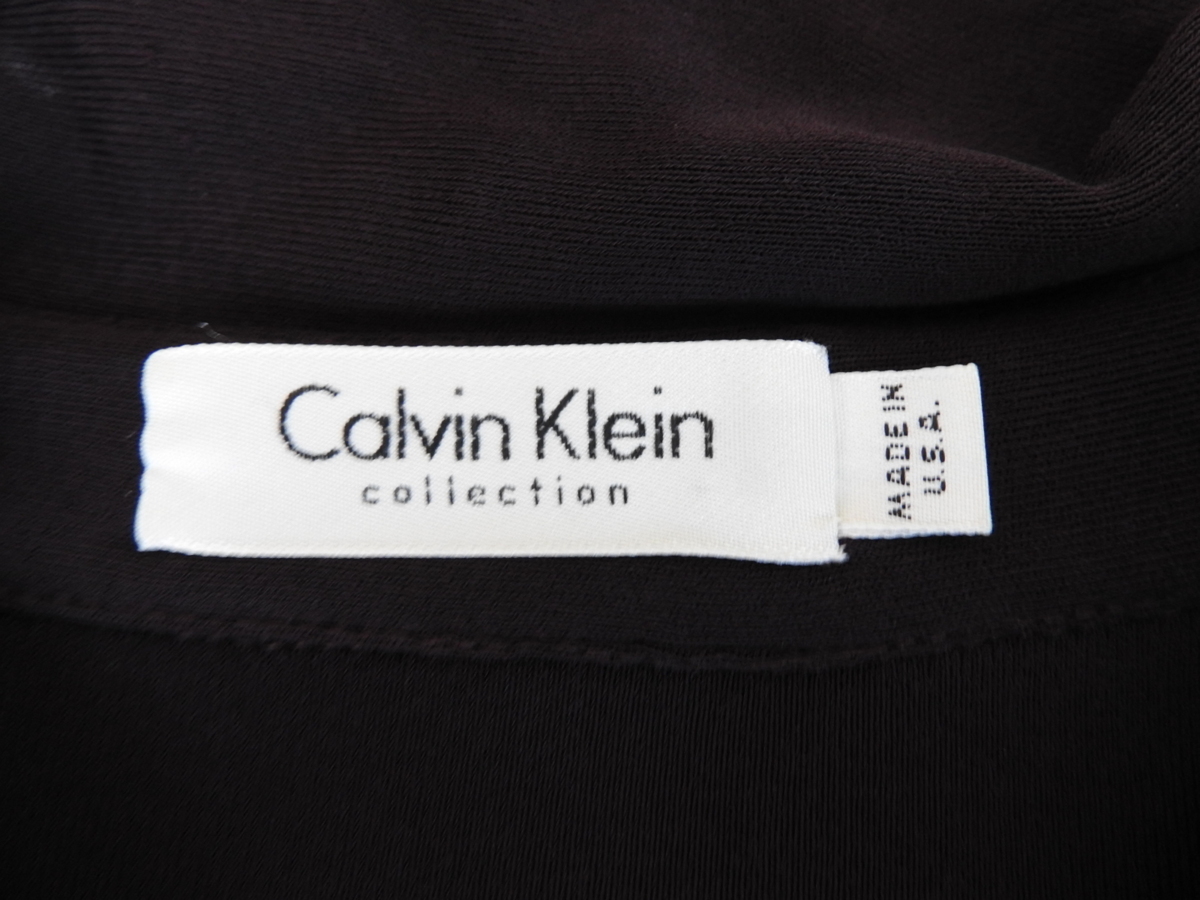 Calvin Klein
collection
MADE IN
U.S.A.